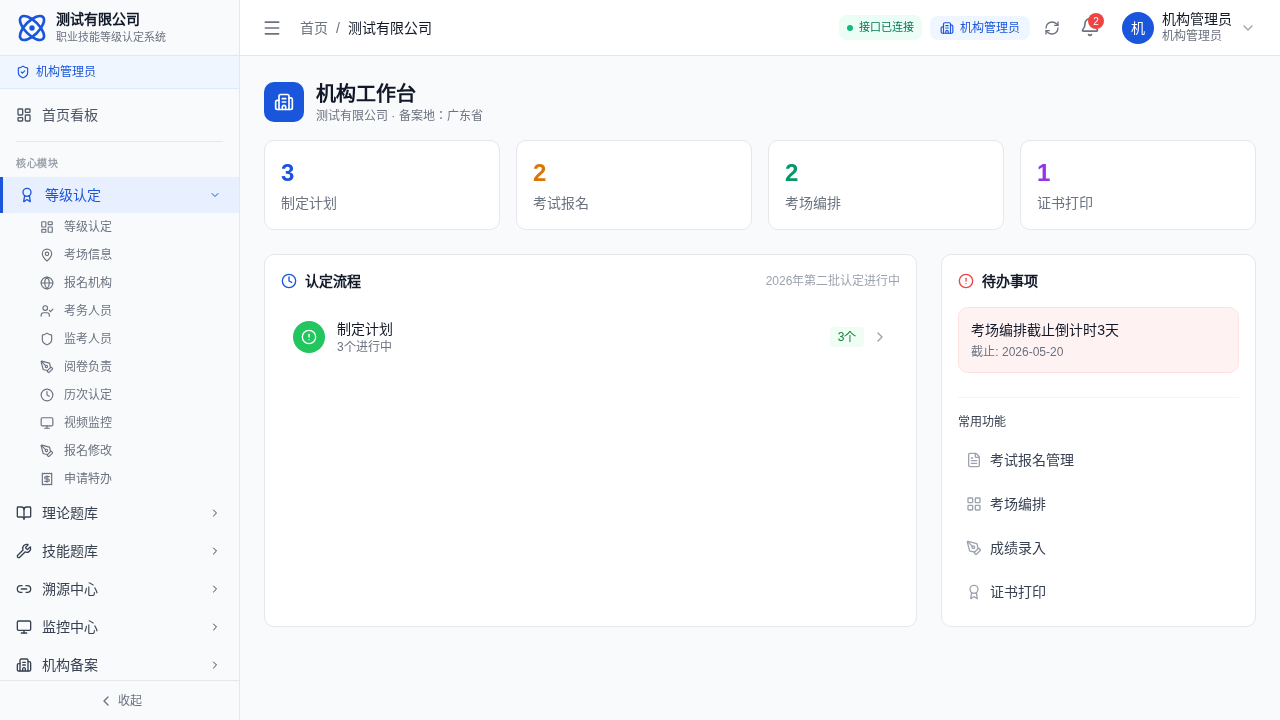 测试有限公司
职业技能等级认定系统
机构管理员
首页看板
核心模块
等级认定
等级认定
考场信息
报名机构
考务人员
监考人员
阅卷负责
历次认定
视频监控
报名修改
申请特办
理论题库
技能题库
溯源中心
监控中心
机构备案
收起
首页 / 测试有限公司
接口已连接
机构管理员
2
机
机构管理员
机构管理员
机构工作台
测试有限公司 · 备案地：广东省
3
制定计划
2
考试报名
2
考场编排
1
证书打印
认定流程
2026年第二批认定进行中
制定计划
3个进行中
3个
待办事项
考场编排截止倒计时3天
截止: 2026-05-20
常用功能
考试报名管理
考场编排
成绩录入
证书打印